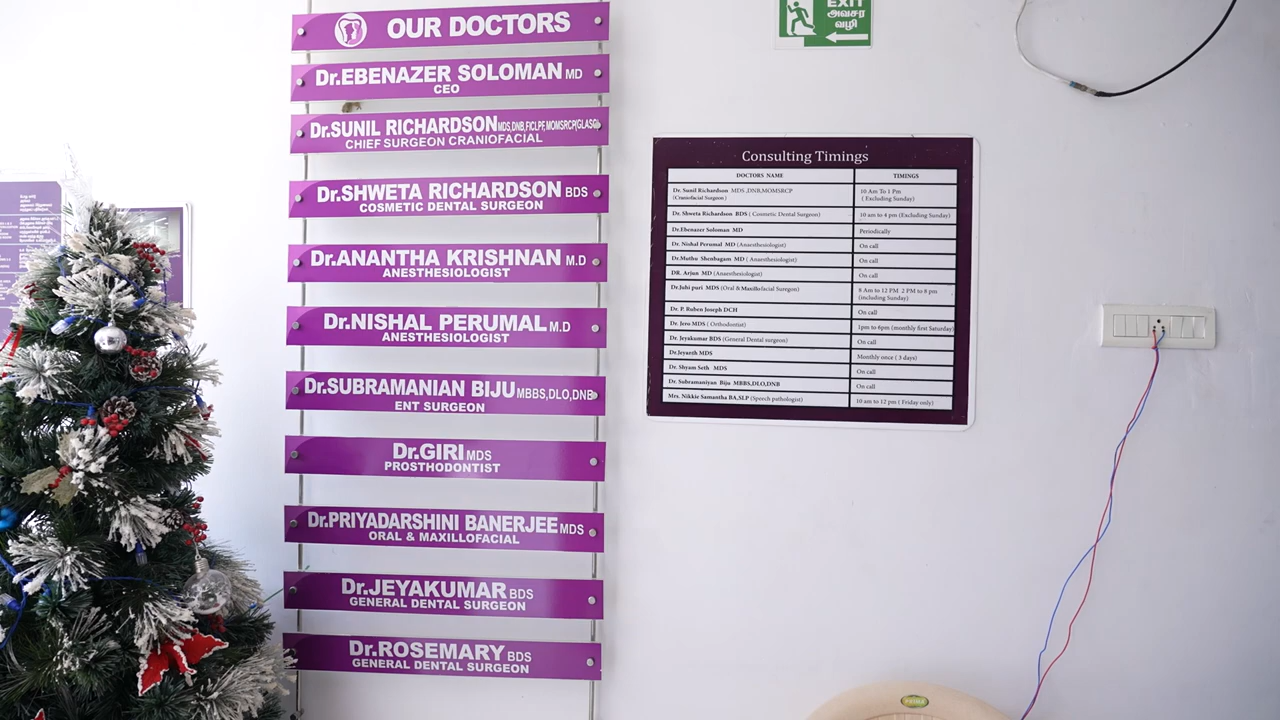 OUR DOCTORS
Dr.EBENAZER SOLOMAN MD
CEO
Dr.SUNIL RICHARDSON MDS,DNB,FICLPF,MOMSRCP(GLASG)
CHIEF SURGEON CRANIOFACIAL
Dr.SHWETA RICHARDSON BDS
COSMETIC DENTAL SURGEON
Dr.ANANTHA KRISHNAN M.D
ANESTHESIOLOGIST
Dr.NISHAL PERUMAL M.D
ANESTHESIOLOGIST
Dr.SUBRAMANIAN BIJU MBBS,DLO,DNB
ENT SURGEON
Dr.GIRI MDS
PROSTHODONTIST
Dr.PRIYADARSHINI BANERJEE MDS
ORAL & MAXILLOFACIAL
Dr.JEYAKUMAR BDS
GENERAL DENTAL SURGEON
Dr.ROSEMARY BDS
GENERAL DENTAL SURGEON
EXIT
அவசர
வழி
Consulting Timings
DOCTORS NAME TIMINGS
Dr. Sunil Richardson MDS ,DNB,MOMSRCP 10 Am To 1 Pm
(Craniofacial Surgeon ) ( Excluding Sunday)
Dr. Shweta Richardson BDS ( Cosmetic Dental Surgeon) 10 am to 4 pm (Excluding Sunday)
Dr.Ebenazer Soloman MD Periodically
Dr. Nishal Perumal MD (Anaesthesiologist) On call
Dr.Muthu Shenbagam MD ( Anaesthesiologist) On call
DR. Arjun MD (Anaesthesiologist) On call
Dr.Juhi puri MDS (Oral & Maxillofacial Suregon) 8 Am to 12 PM 2 PM to 8 pm
(including Sunday)
Dr. P. Ruben Joseph DCH On call
Dr. Jero MDS ( Orthodontist) 1pm to 6pm (monthly first Saturday)
Dr. Jeyakumar BDS (General Dental surgeon) On call
Dr.Jeyanth MDS Monthly once ( 3 days)
Dr. Shyam Seth MDS On call
Dr. Subramaniyan Biju MBBS,DLO,DNB On call
Mrs. Nikkie Samantha BA,SLP (Speech pathologist) 10 am to 12 pm ( Friday only)
PRIMA